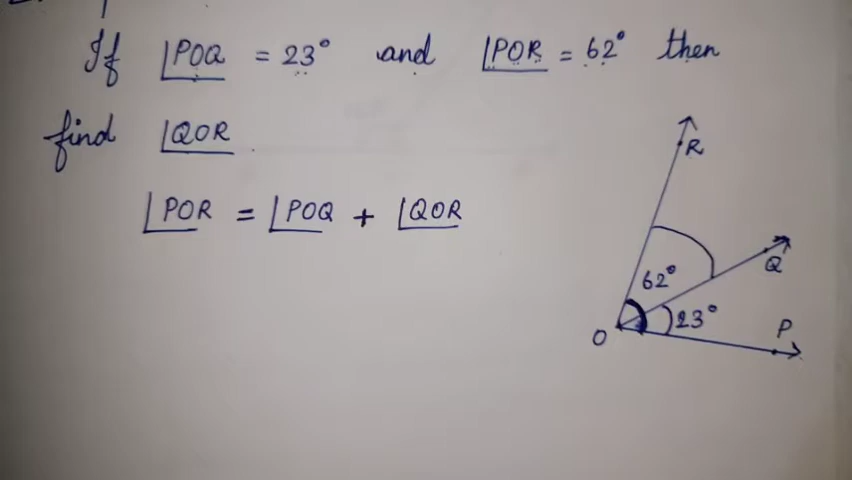 If ∠POQ = 23° and ∠POR = 62° then
find ∠QOR.
∠POR = ∠POQ + ∠QOR
R
62°
Q
23°
P
O